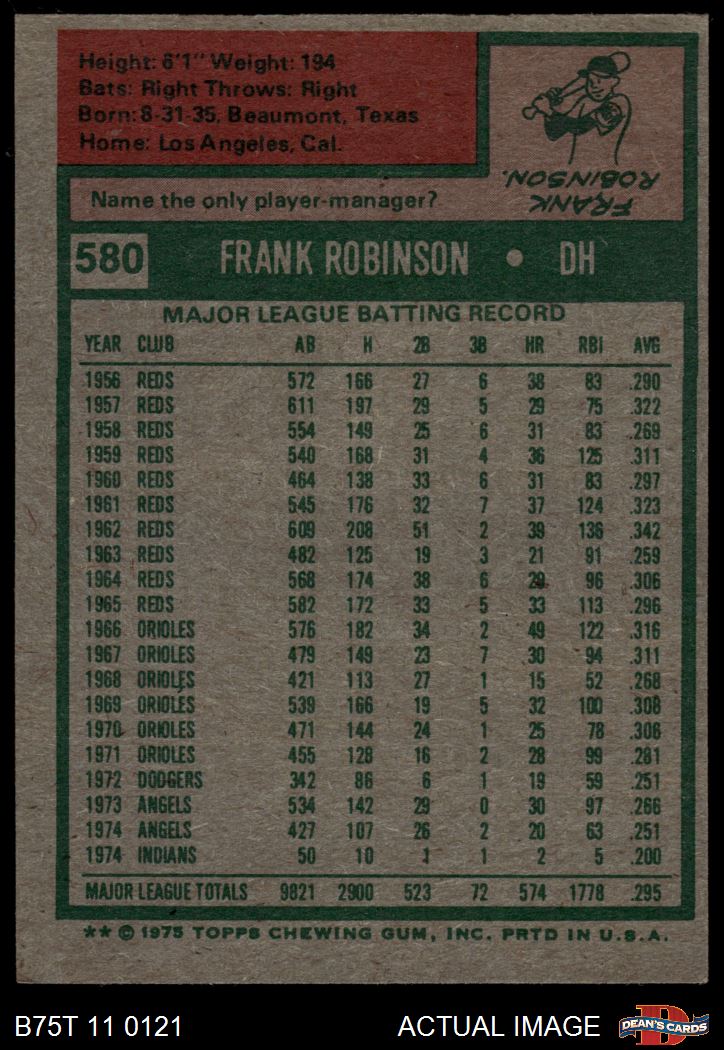 Height: 6'1" Weight: 194
Bats: Right Throws: Right
Born: 8-31-35, Beaumont, Texas
Home: Los Angeles, Cal.
Name the only player-manager?
FRANK
ROBINSON.
580 FRANK ROBINSON • DH
MAJOR LEAGUE BATTING RECORD
YEAR CLUB AB H 2B 3B HR RBI AVG
1956 REDS 572 166 27 6 38 83 .290
1957 REDS 611 197 29 5 29 75 .322
1958 REDS 554 149 25 6 31 83 .269
1959 REDS 540 168 31 4 36 125 .311
1960 REDS 464 138 33 6 31 83 .297
1961 REDS 545 176 32 7 37 124 .323
1962 REDS 609 208 51 2 39 136 .342
1963 REDS 482 125 19 3 21 91 .259
1964 REDS 568 174 38 6 29 96 .306
1965 REDS 582 172 33 5 33 113 .296
1966 ORIOLES 576 182 34 2 49 122 .316
1967 ORIOLES 479 149 23 7 30 94 .311
1968 ORIOLES 421 113 27 1 15 52 .268
1969 ORIOLES 539 166 19 5 32 100 .308
1970 ORIOLES 471 144 24 1 25 78 .306
1971 ORIOLES 455 128 16 2 28 99 .281
1972 DODGERS 342 86 6 1 19 59 .251
1973 ANGELS 534 142 29 0 30 97 .266
1974 ANGELS 427 107 26 2 20 63 .251
1974 INDIANS 50 10 1 1 2 5 .200
MAJOR LEAGUE TOTALS 9821 2900 523 72 574 1778 .295
** © 1975 TOPPS CHEWING GUM, INC. PRTD IN U.S.A.
B75T 11 0121 ACTUAL IMAGE D DEAN'S CARDS